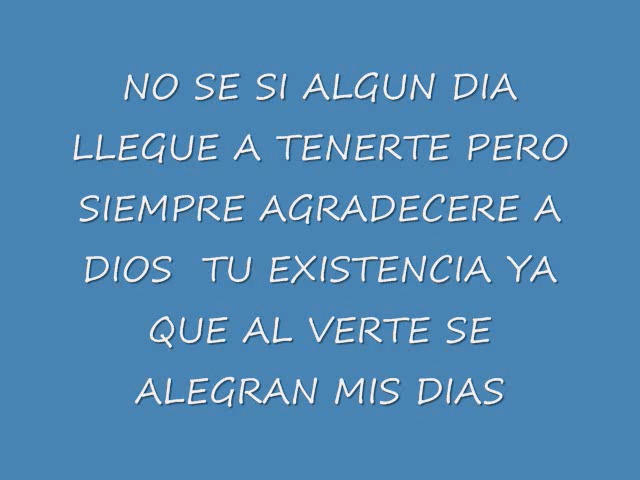 NO SE SI ALGUN DIA
LLEGUE A TENERTE PERO
SIEMPRE AGRADECERE A
DIOS  TU EXISTENCIA YA
QUE AL VERTE SE
ALEGRAN MIS DIAS